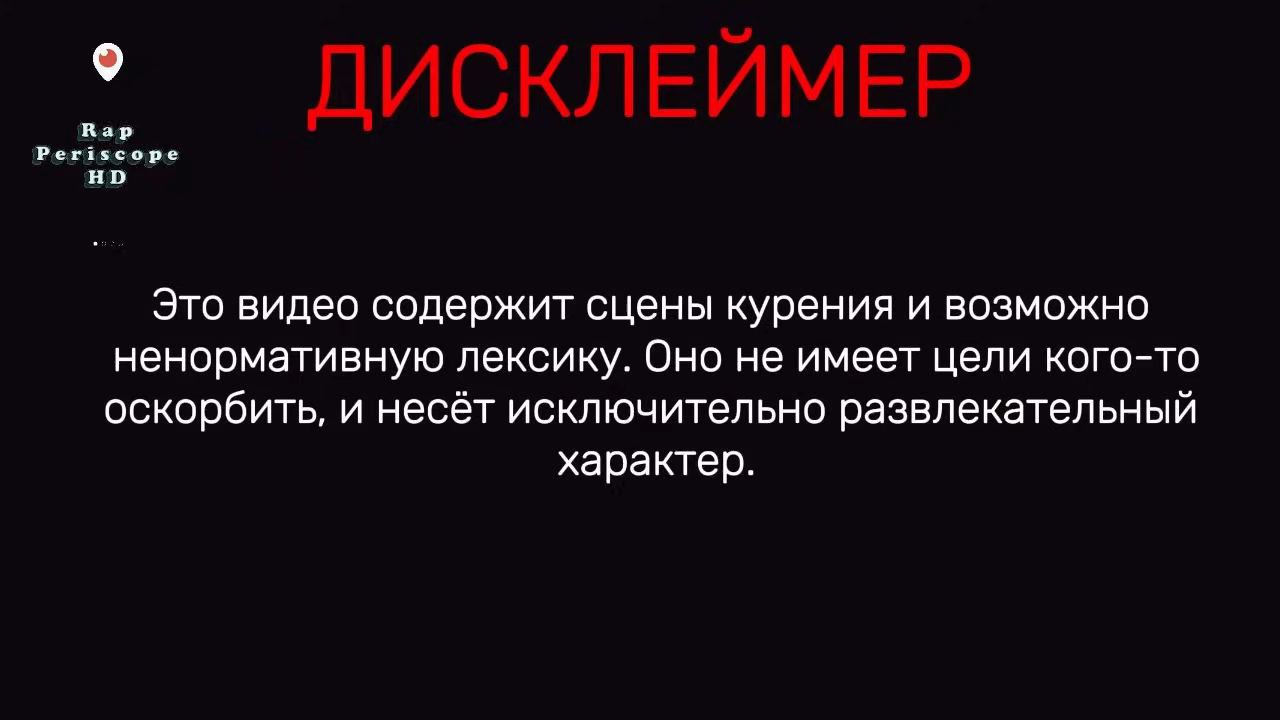 ДИСКЛЕЙМЕР
Rap
Periscope
HD
Это видео содержит сцены курения и возможно
ненормативную лексику. Оно не имеет цели кого-то
оскорбить, и несёт исключительно развлекательный
характер.